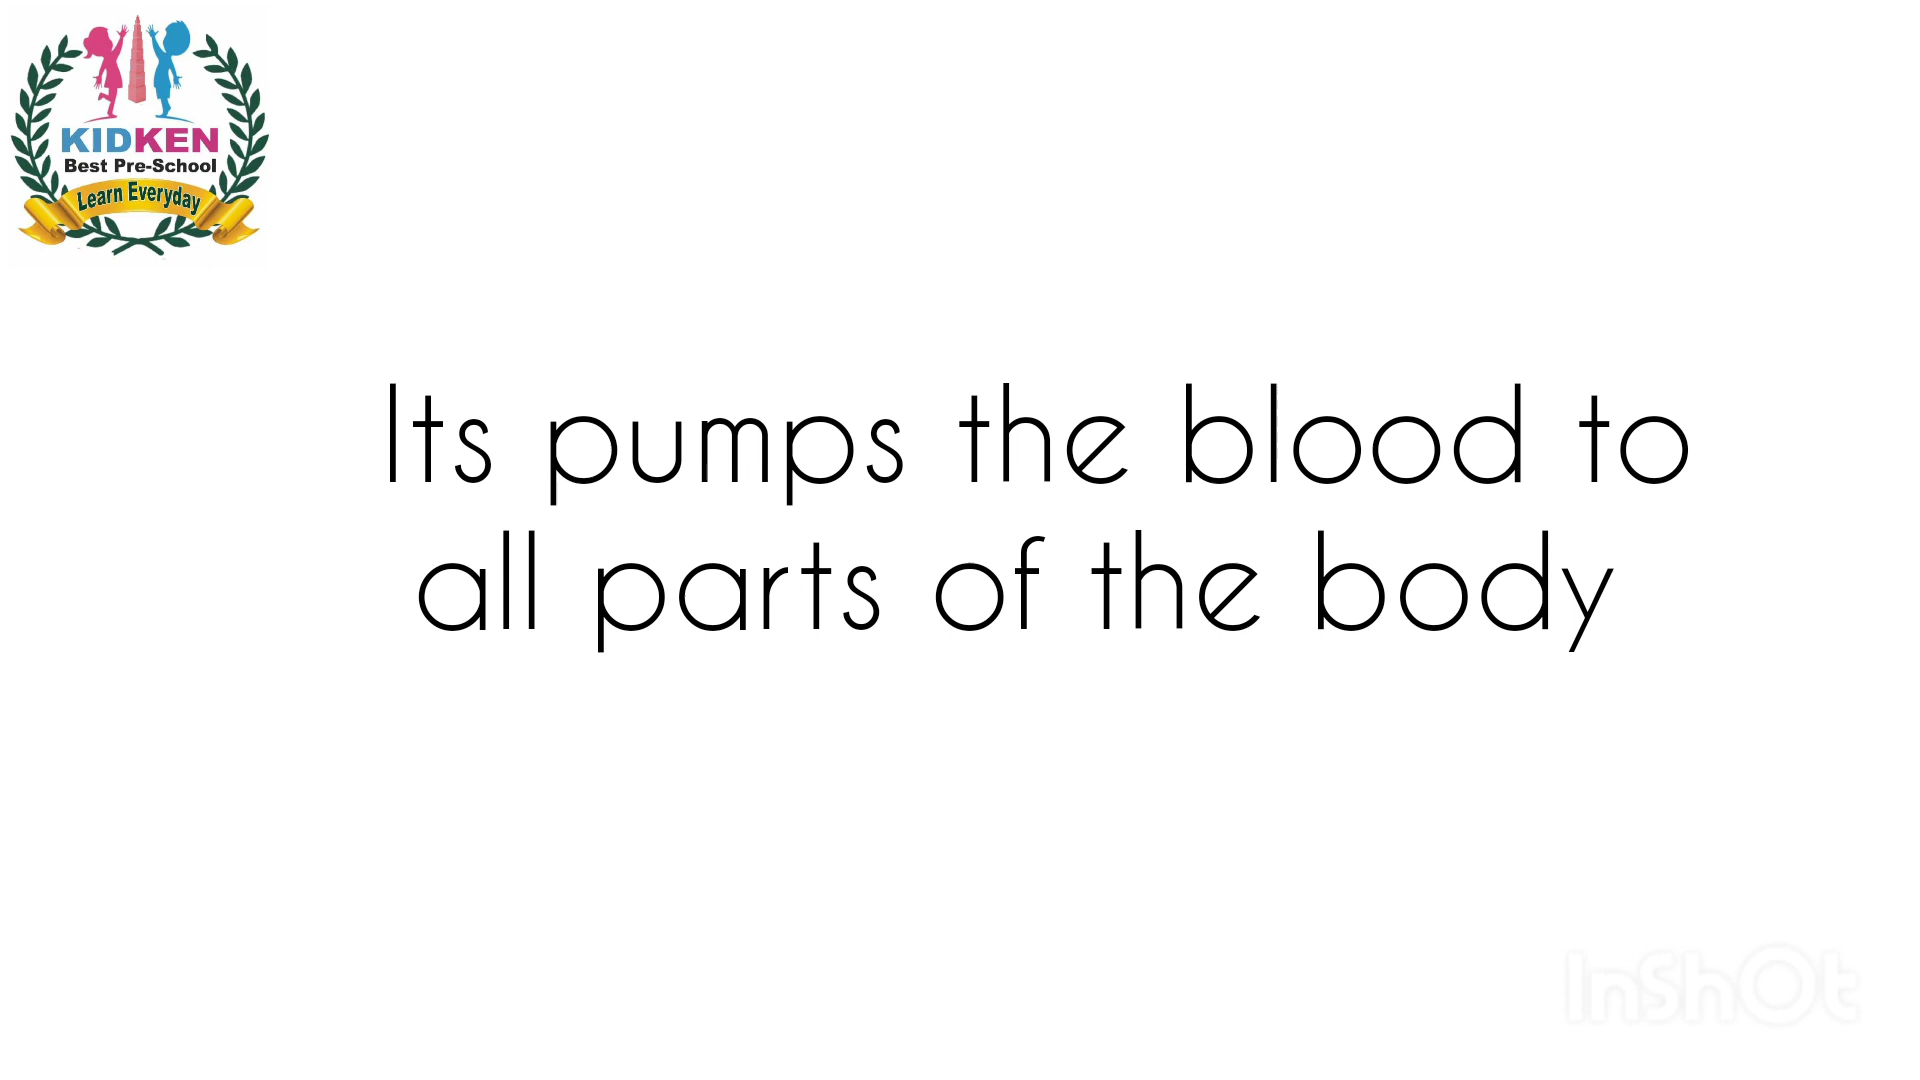 KIDKEN
Best Pre-School
Learn Everyday
Its pumps the blood to
all parts of the body
InShOt